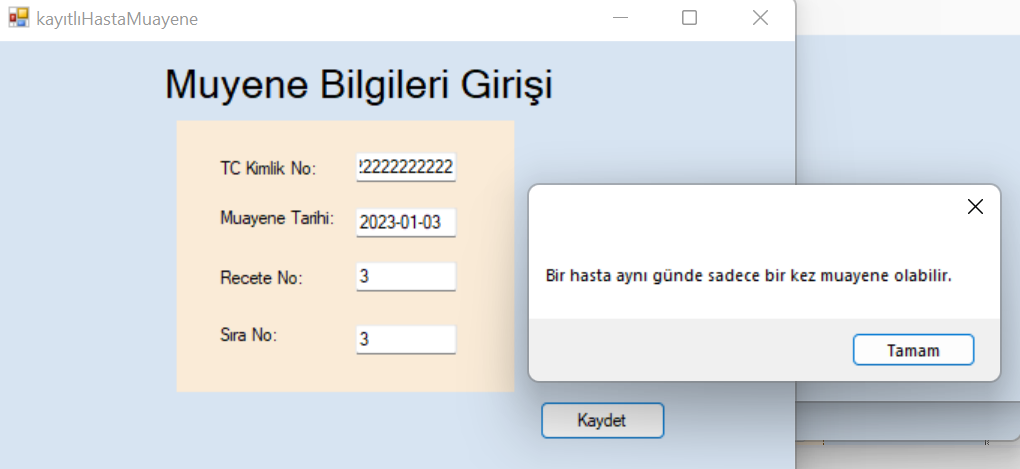 kayıtlıHastaMuayene
Muyene Bilgileri Girişi
TC Kimlik No:
22222222222
Muayene Tarihi:
2023-01-03
Recete No:
3
Sıra No:
3
Bir hasta aynı günde sadece bir kez muayene olabilir.
Tamam
Kaydet